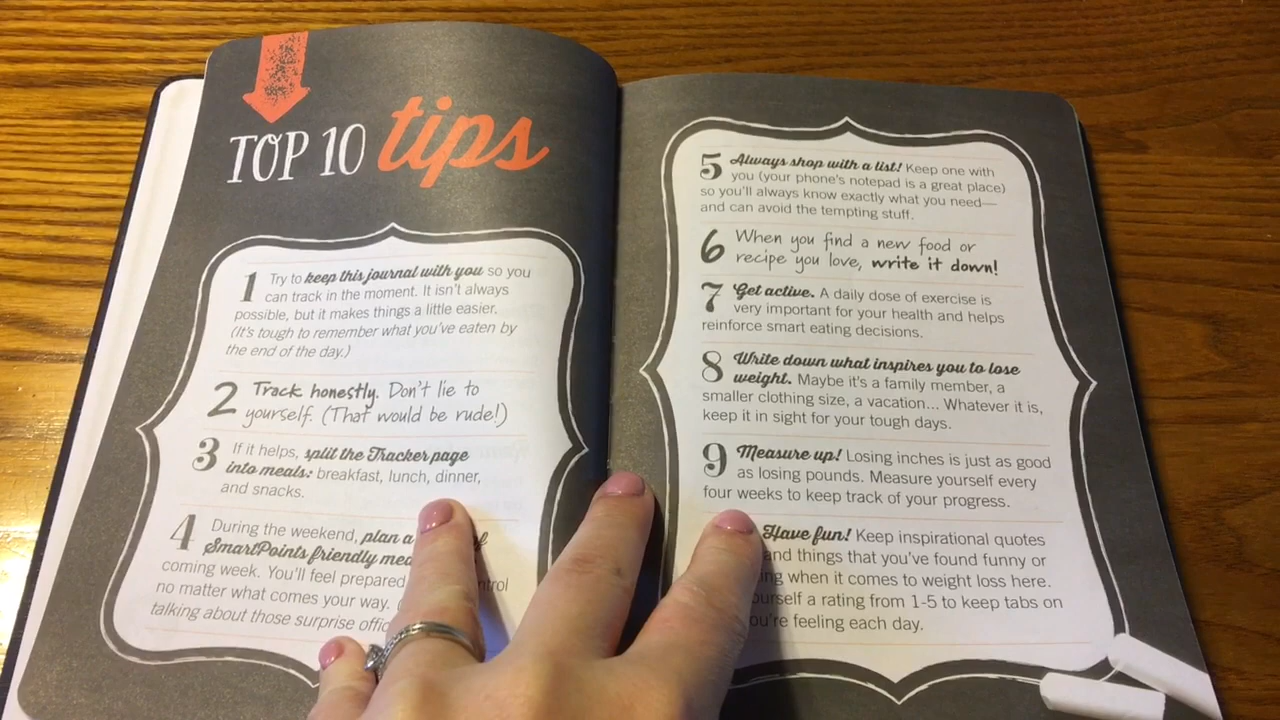 TOP 10 tips
1 Try to keep this journal with you so you
can track in the moment. It isn't always
possible, but it makes things a little easier.
(It's tough to remember what you've eaten by
the end of the day.)
2 Track honestly. Don't lie to
yourself. (That would be rude!)
3 If it helps, split the Tracker page
into meals: breakfast, lunch, dinner,
and snacks.
4 During the weekend, plan a
SmartPoints friendly
coming week. You'll feel prepared
no matter what comes your way.
talking about those surprise
5 Always shop with a list! Keep one with
you (your phone's notepad is a great place)
so you'll always know exactly what you need—
and can avoid the tempting stuff.
6 When you find a new food or
recipe you love, write it down!
7 Get active. A daily dose of exercise is
very important for your health and helps
reinforce smart eating decisions.
8 Write down what inspires you to lose
weight. Maybe it's a family member, a
smaller clothing size, a vacation... Whatever it is,
keep it in sight for your tough days.
9 Measure up! Losing inches is just as good
as losing pounds. Measure yourself every
four weeks to keep track of your progress.
Have fun! Keep inspirational quotes
and things that you've found funny or
when it comes to weight loss here.
a rating from 1-5 to keep tabs on
feeling each day.